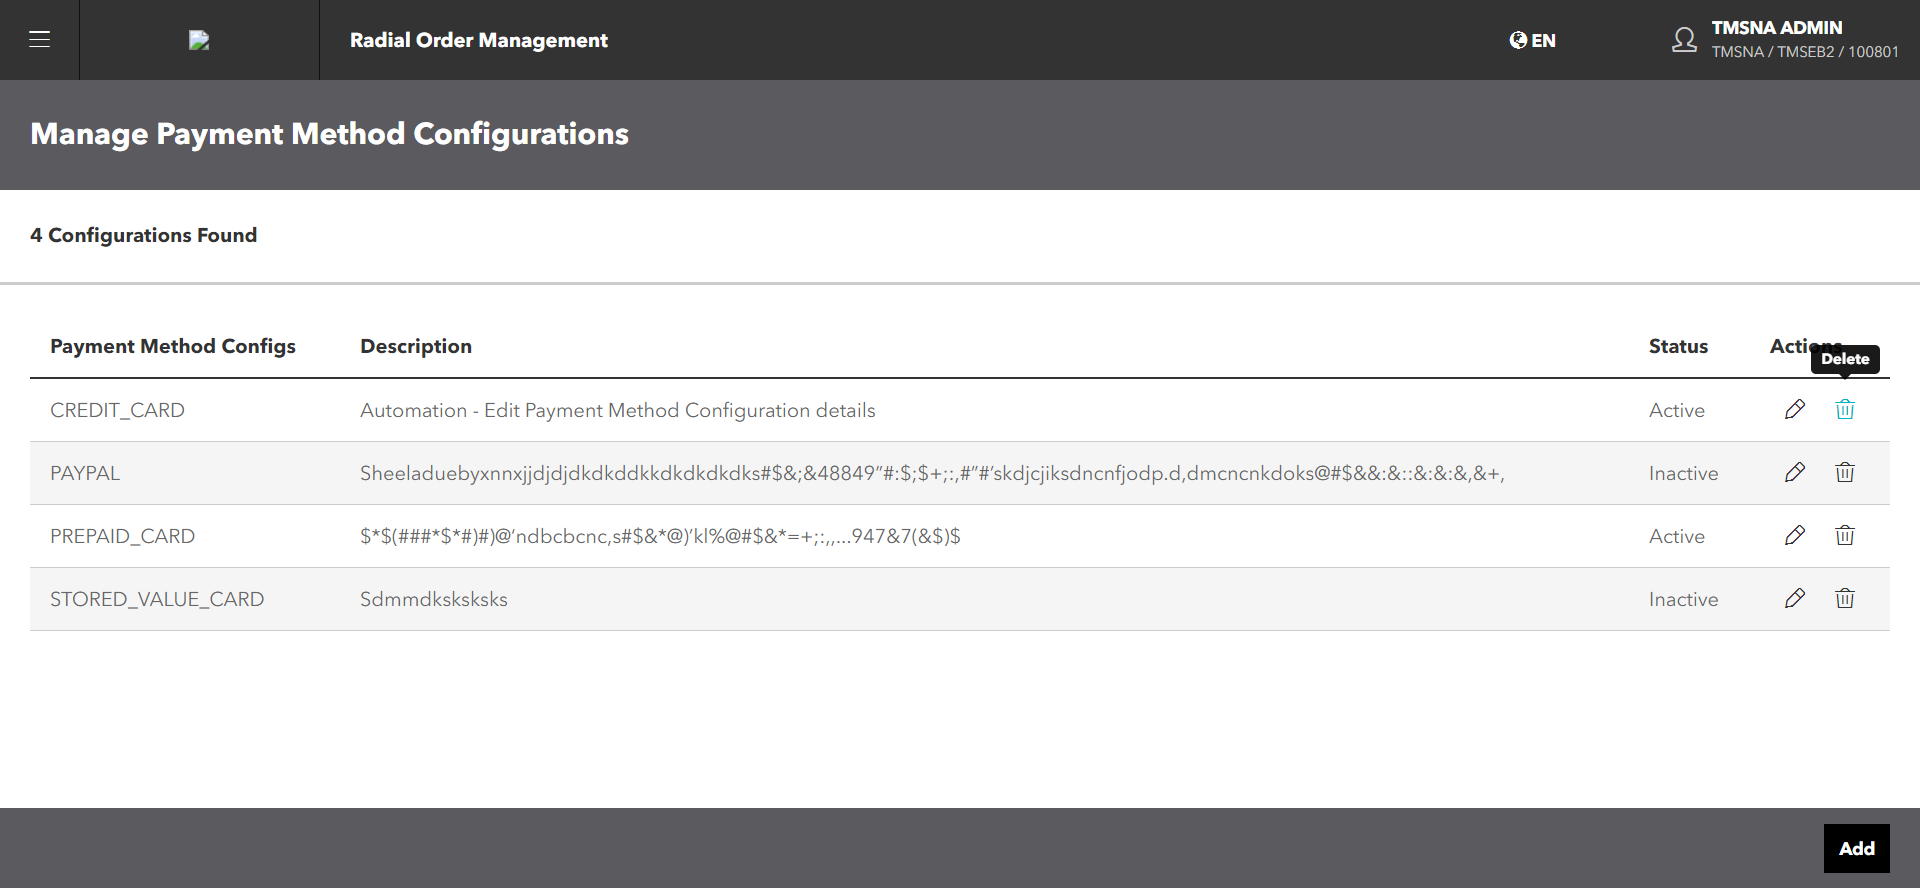 Radial Order Management
EN
TMSNA ADMIN
TMSNA / TMSEB2 / 100801
Manage Payment Method Configurations
4 Configurations Found
Payment Method Configs Description Status Actions
Delete
CREDIT_CARD Automation - Edit Payment Method Configuration details Active
PAYPAL Sheeladuebyxnnxjjdjdjdkdkddkkdkdkdkdks#$&;&48849”#:$;$+;:,#”#’skdjcjiksdncnfjodp.d,dmcncnkdoks@#$&&:&::&:&:&,&+, Inactive
PREPAID_CARD $*$(###*$*#)#)@’ndbcbcnc,s#$&*@)’kl%@#$&*=+;:,,...947&7(&$)$ Active
STORED_VALUE_CARD Sdmmdksksksks Inactive
Add